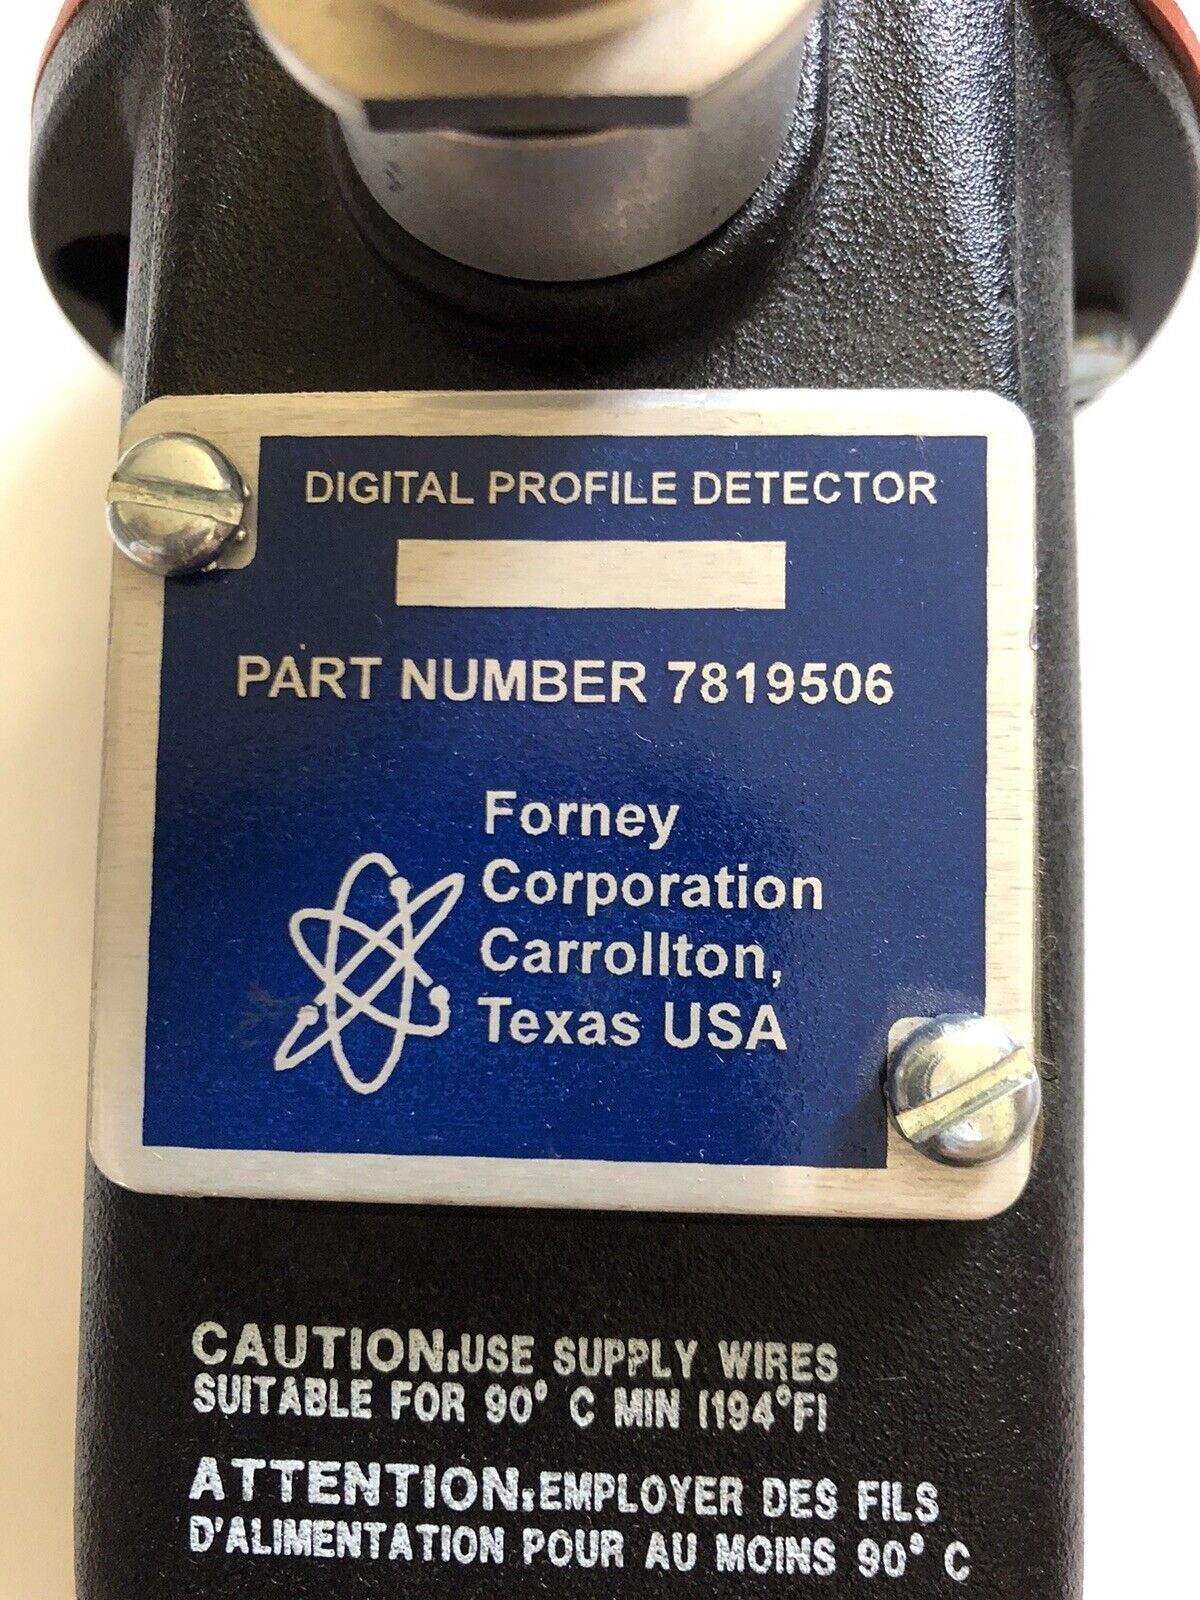 DIGITAL PROFILE DETECTOR
PART NUMBER 7819506
Forney
Corporation
Carrollton,
Texas USA
CAUTION:USE SUPPLY WIRES
SUITABLE FOR 90° C MIN (194°F)
ATTENTION:EMPLOYER DES FILS
D'ALIMENTATION POUR AU MOINS 90° C